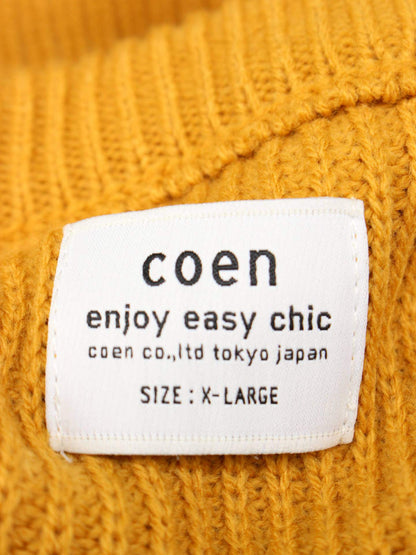 coen
enjoy easy chic
coen co.,ltd tokyo japan
SIZE : X-LARGE